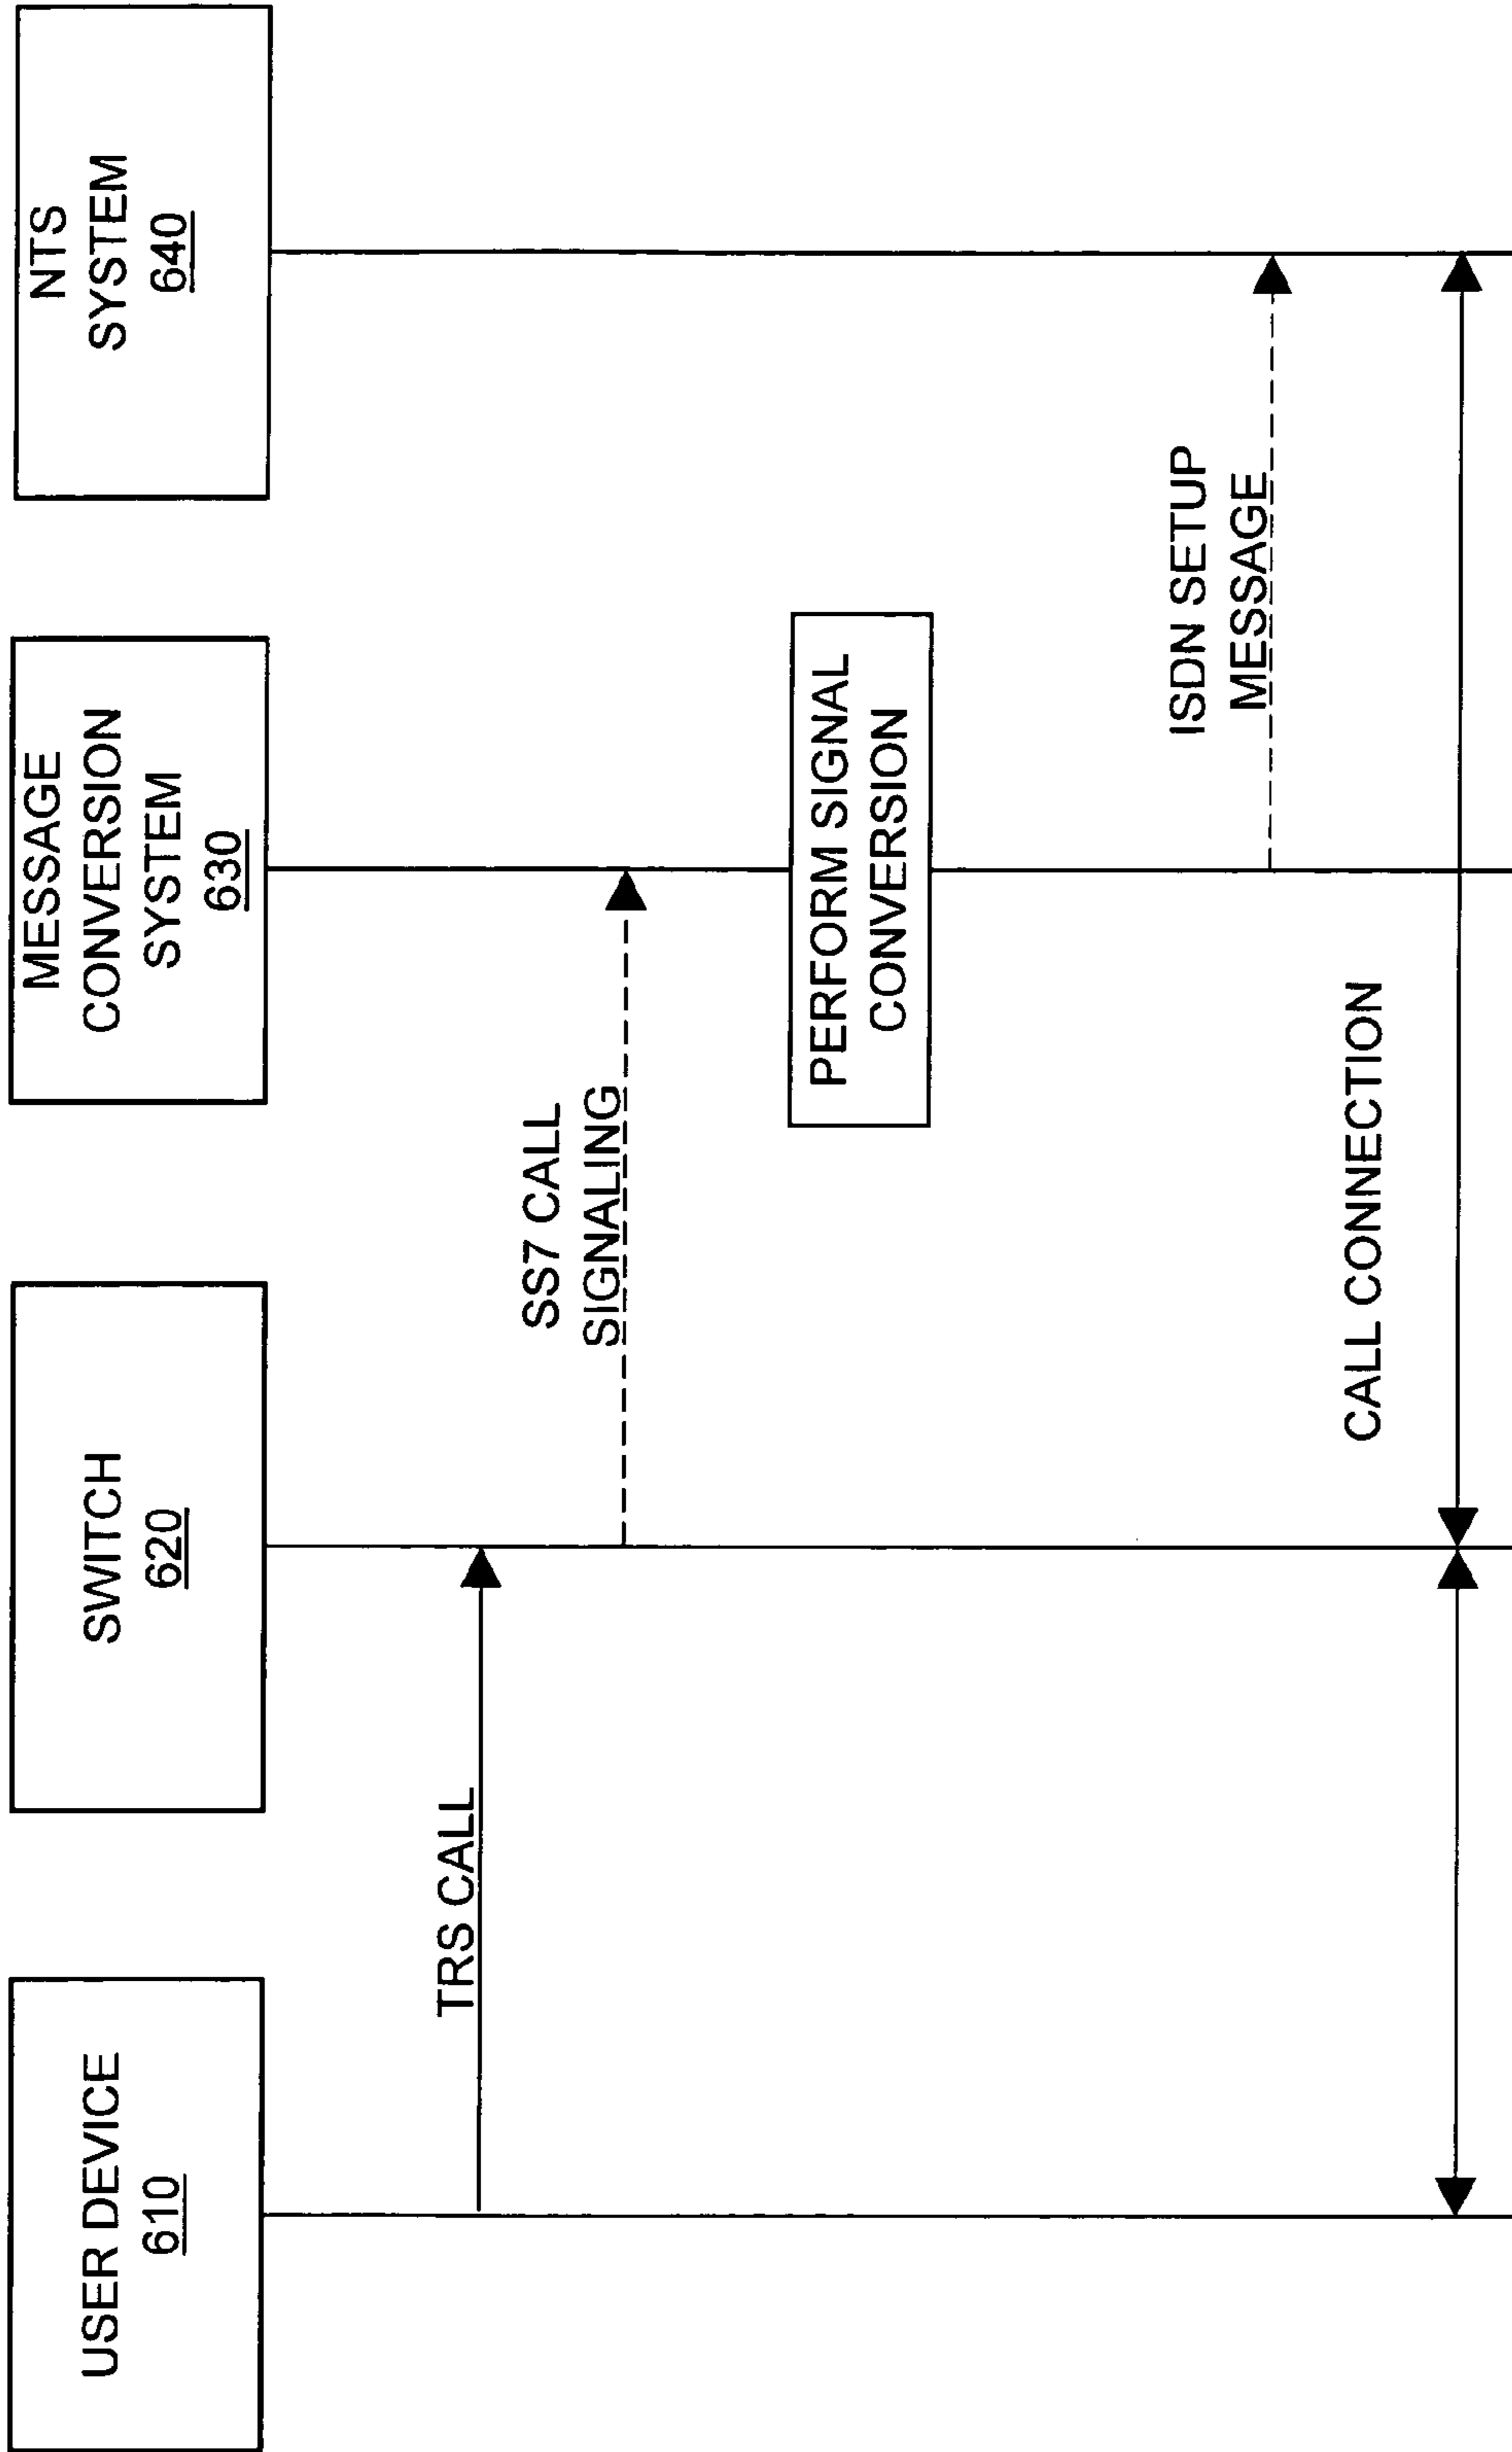 USER DEVICE
610
SWITCH
620
MESSAGE
CONVERSION
SYSTEM
630
NTS
SYSTEM
640
TRS CALL
SS7 CALL
SIGNALING
PERFORM SIGNAL
CONVERSION
ISDN SETUP
MESSAGE
CALL CONNECTION